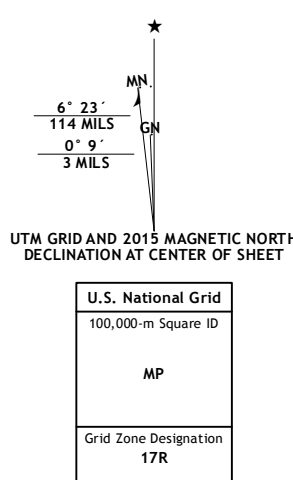 ★
MN
6° 23´
114 MILS
GN
0° 9´
3 MILS
UTM GRID AND 2015 MAGNETIC NORTH
DECLINATION AT CENTER OF SHEET
U.S. National Grid
100,000-m Square ID
MP
Grid Zone Designation
17R